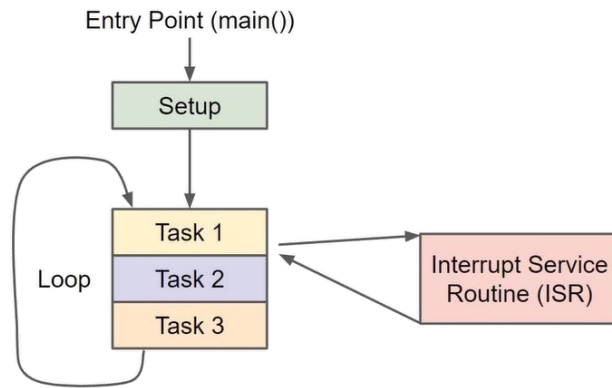 Entry Point (main())
Setup
Task 1
Loop
Task 2
Task 3
Interrupt Service
Routine (ISR)